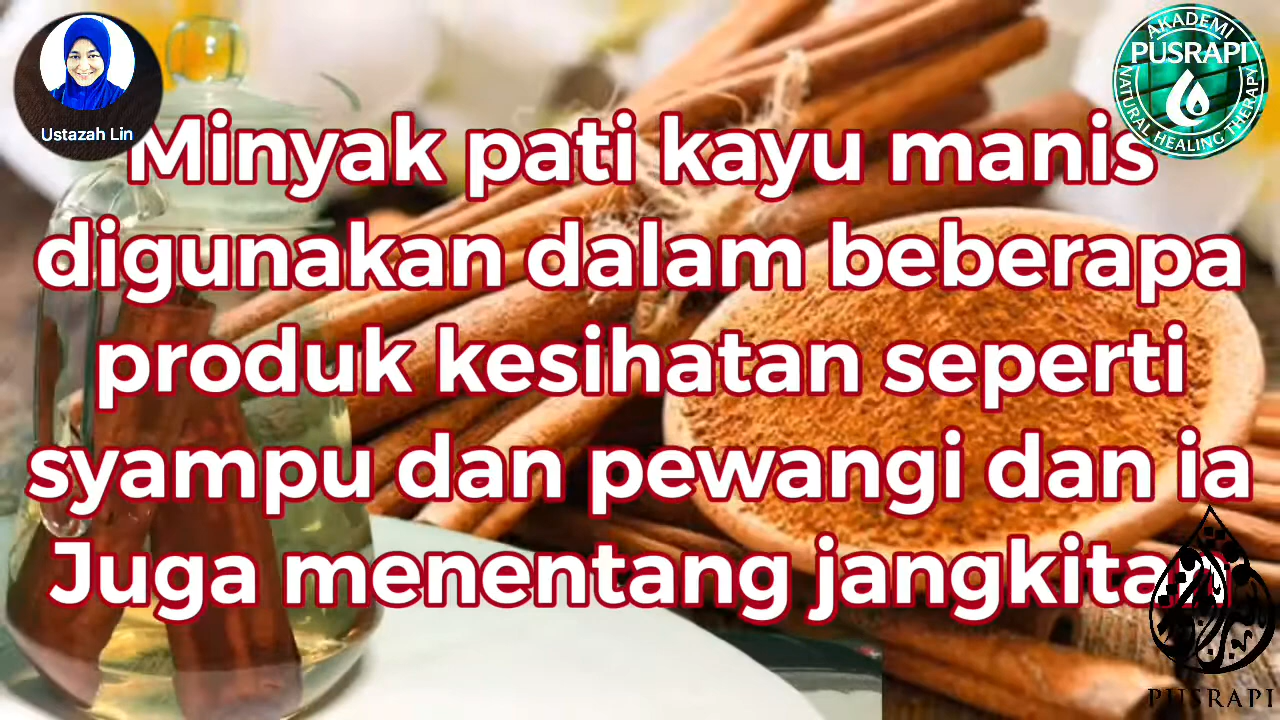 Ustazah Lin
AKADEMI
PUSRAPI
NATURAL HEALING THERAPY
Minyak pati kayu manis
digunakan dalam beberapa
produk kesihatan seperti
syampu dan pewangi dan ia
Juga menentang jangkitan
PUSRAPI